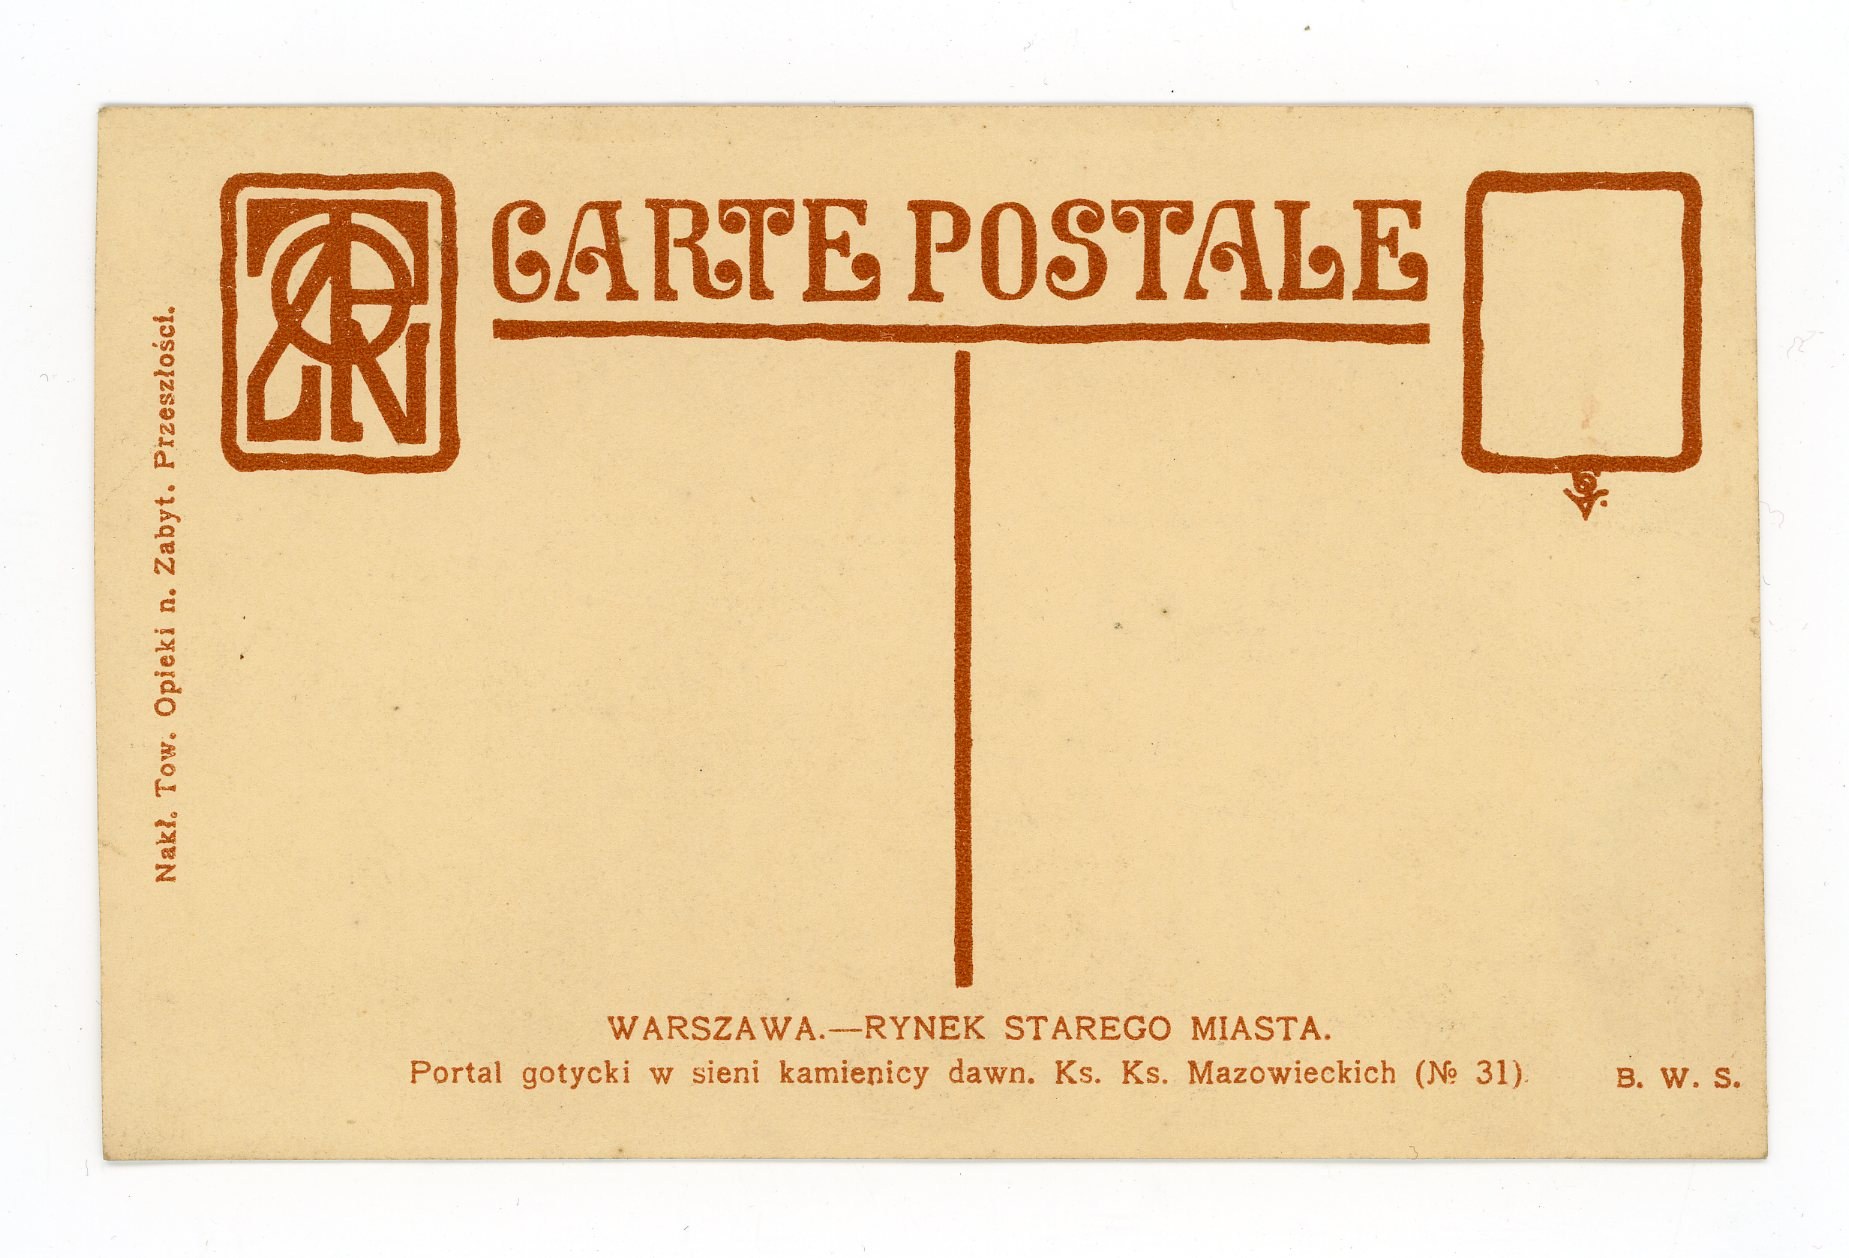 CARTE POSTALE
Nakł. Tow. Opieki n. Zabyt. Przeszłości.
WARSZAWA.—RYNEK STAREGO MIASTA.
Portal gotycki w sieni kamienicy dawn. Ks. Ks. Mazowieckich (№ 31).
B. W. S.